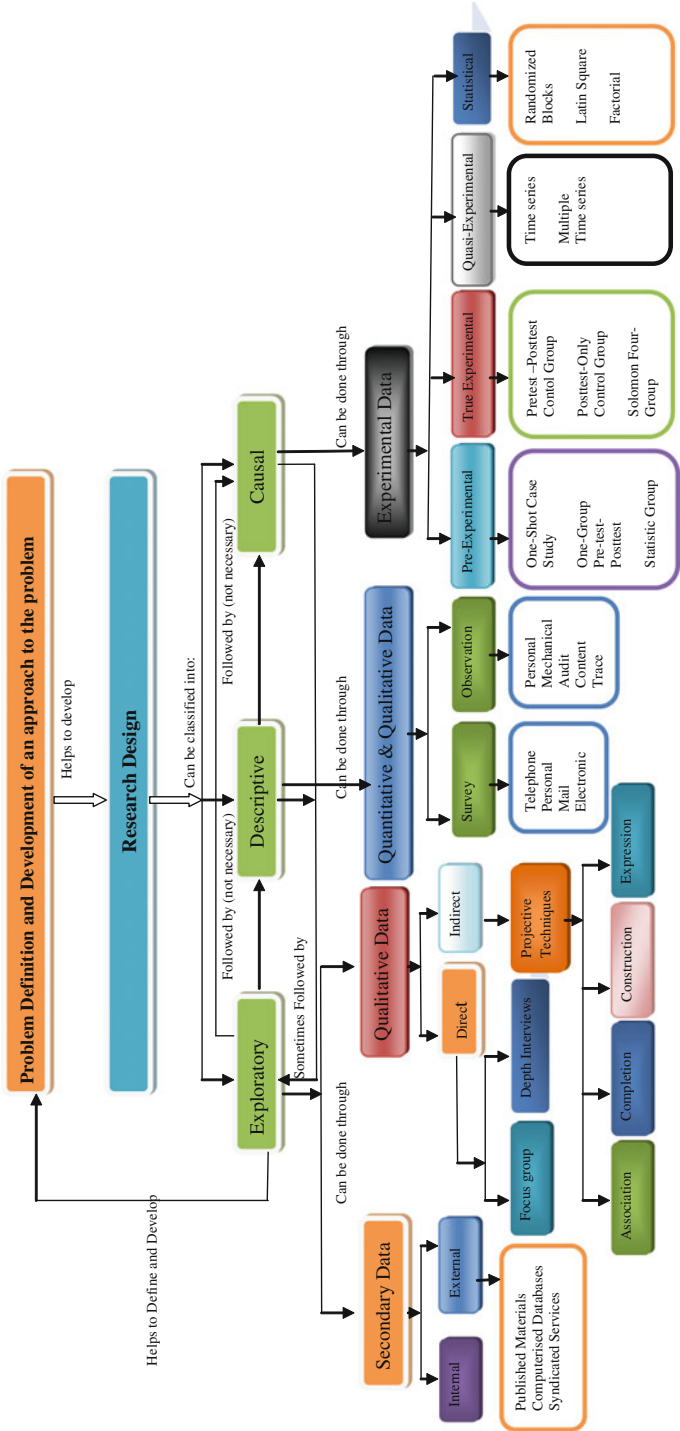 Problem Definition and Development of an approach to the problem
Helps to develop
Research Design
Can be classified into:
Helps to Define and Develop
Exploratory
Followed by (not necessary)
Descriptive
Followed by (not necessary)
Causal
Sometimes Followed by
Can be done through
Can be done through
Can be done through
Secondary Data
Qualitative Data
Quantitative & Qualitative Data
Experimental Data
Internal
External
Direct
Indirect
Survey
Observation
Pre-Experimental
True Experimental
Quasi-Experimental
Statistical
Published Materials
Computerised Databases
Syndicated Services
Focus group
Depth Interviews
Projective
Techniques
Telephone
Personal
Mail
Electronic
Personal
Mechanical
Audit
Content
Trace
One-Shot Case
Study
One-Group
Pre-test-
Posttest
Statistic Group
Pretest –Posttest
Contol Group
Posttest-Only
Control Group
Solomon Four-
Group
Time series
Multiple
Time series
Randomized
Blocks
Latin Square
Factorial
Association
Completion
Construction
Expression